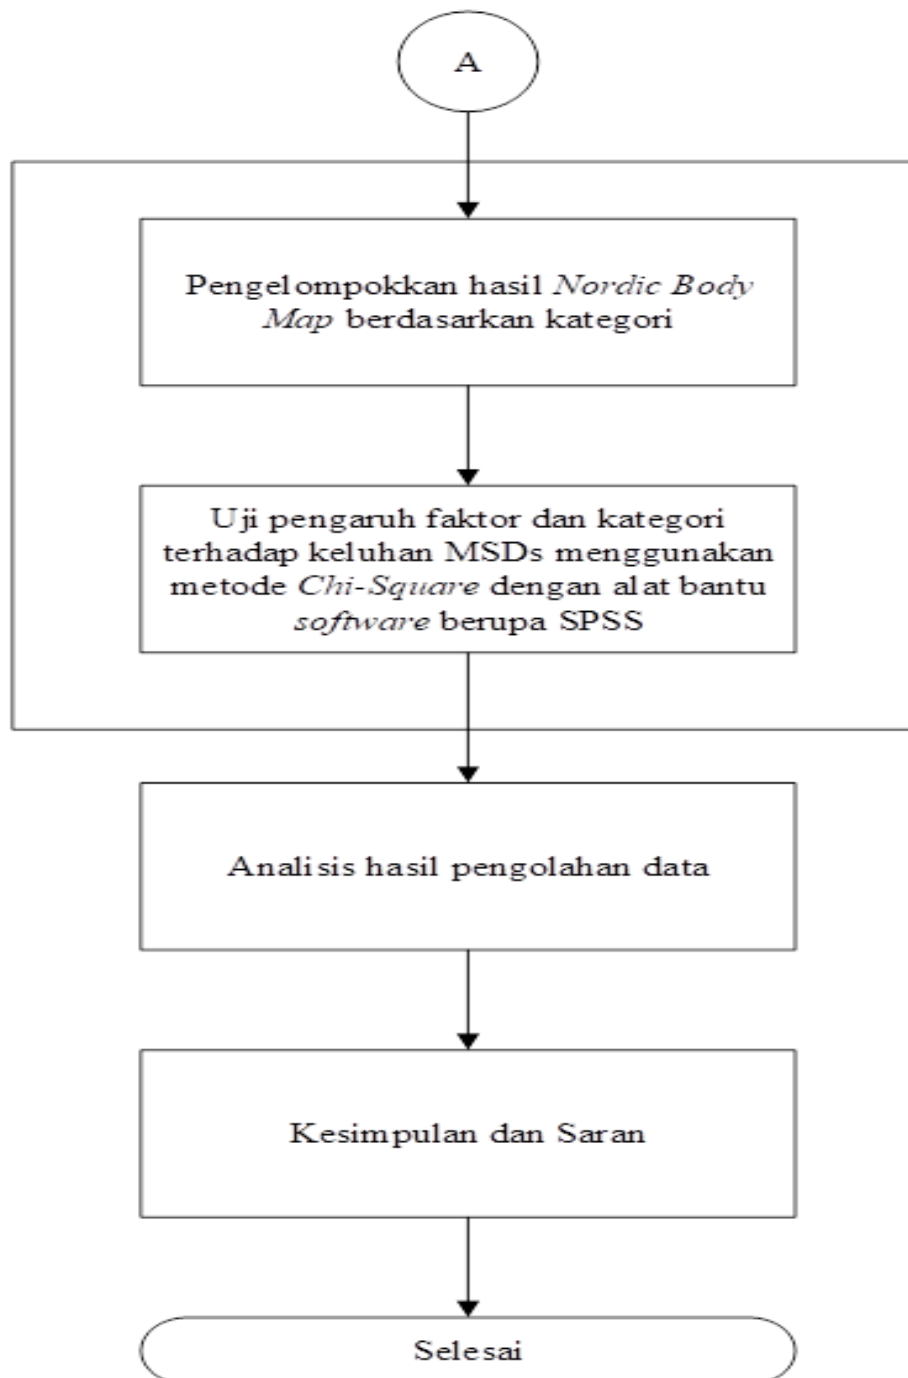 A
Pengelompokkan hasil Nordic Body
Map berdasarkan kategori
Uji pengaruh faktor dan kategori
terhadap keluhan MSDs menggunakan
metode Chi-Square dengan alat bantu
software berupa SPSS
Analisis hasil pengolahan data
Kesimpulan dan Saran
Selesai